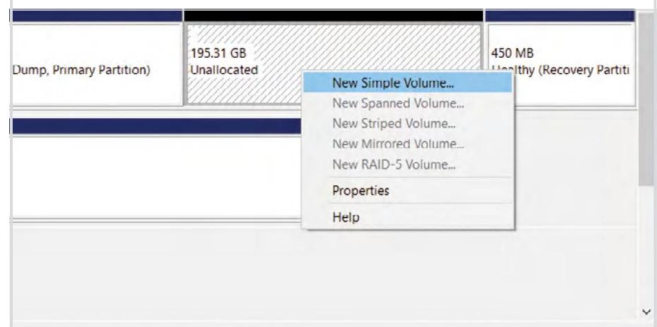 195.31 GB
Unallocated
450 MB
Dump, Primary Partition)
Healthy (Recovery Partiti
New Simple Volume...
New Spanned Volume...
New Striped Volume...
New Mirrored Volume...
New RAID-5 Volume...
Properties
Help